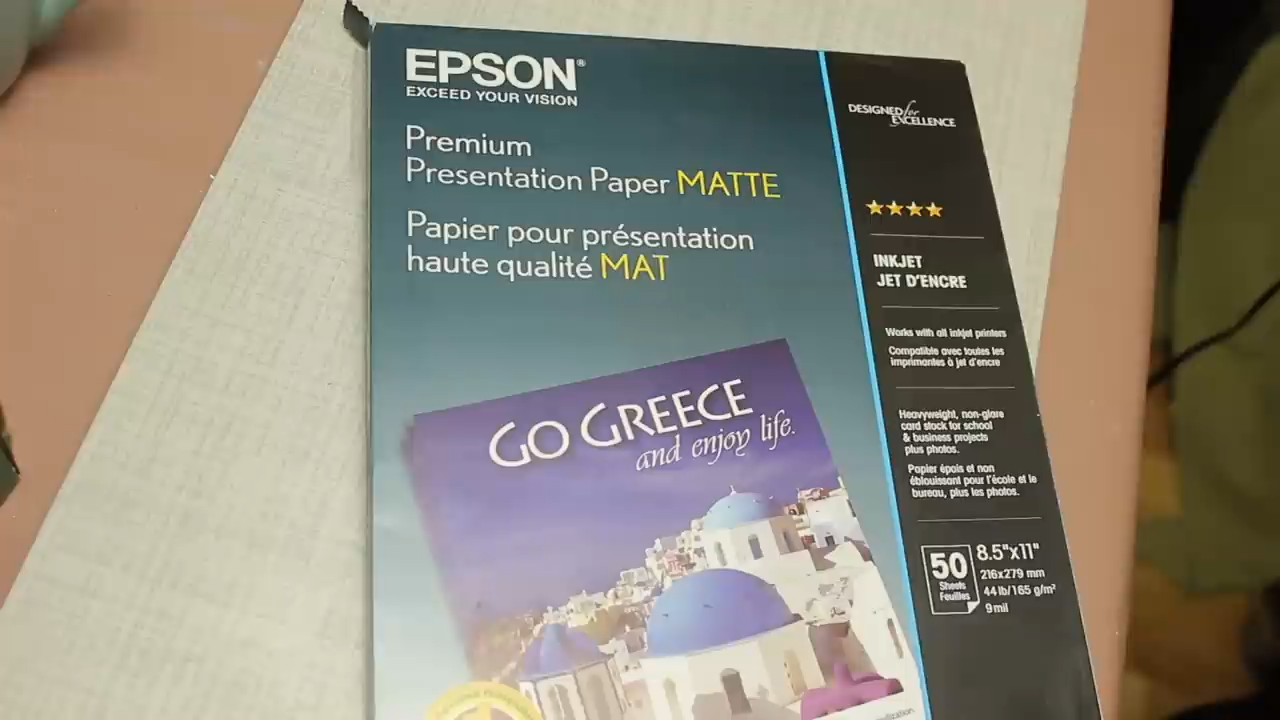 EPSON®
EXCEED YOUR VISION
Premium
Presentation Paper MATTE
Papier pour présentation
haute qualité MAT
GO GREECE
and enjoy life.
DESIGNED for
EXCELLENCE
INKJET
JET D'ENCRE
Works with all inkjet printers
Compatible avec toutes les
imprimantes à jet d'encre
Heavyweight, non-glare
card stock for school
& business projects
plus photos.
Papier épais et non
éblouissant pour l'école et le
bureau, plus les photos.
50
Sheets
Feuilles
8.5"x11"
216x279 mm
44 lb/165 g/m²
9 mil